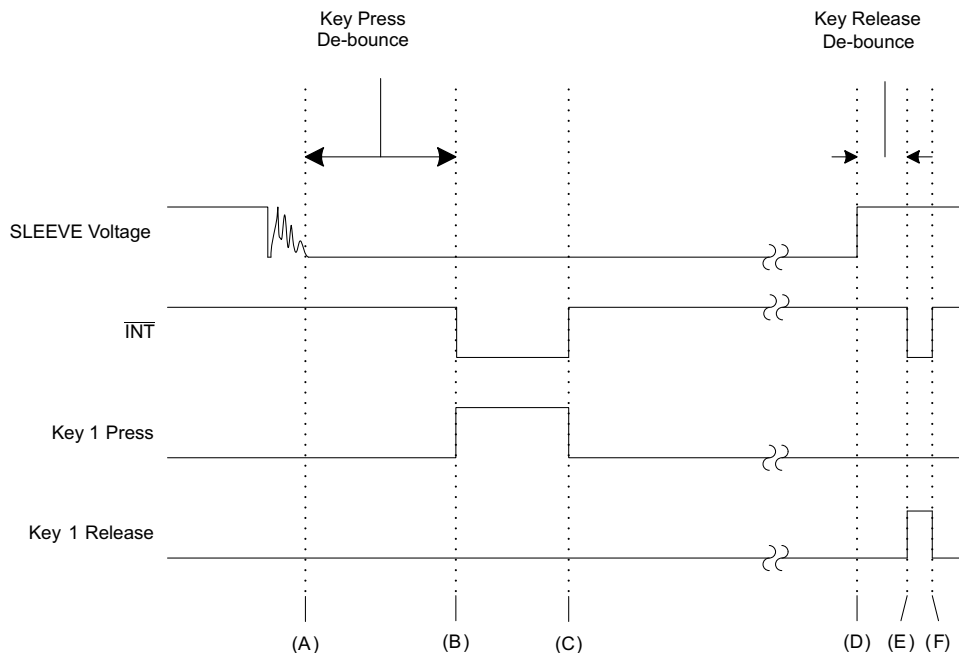 Key Press
De-bounce
Key Release
De-bounce
SLEEVE Voltage
INT
Key 1 Press
Key 1 Release
(A)
(B)
(C)
(D)
(E)
(F)